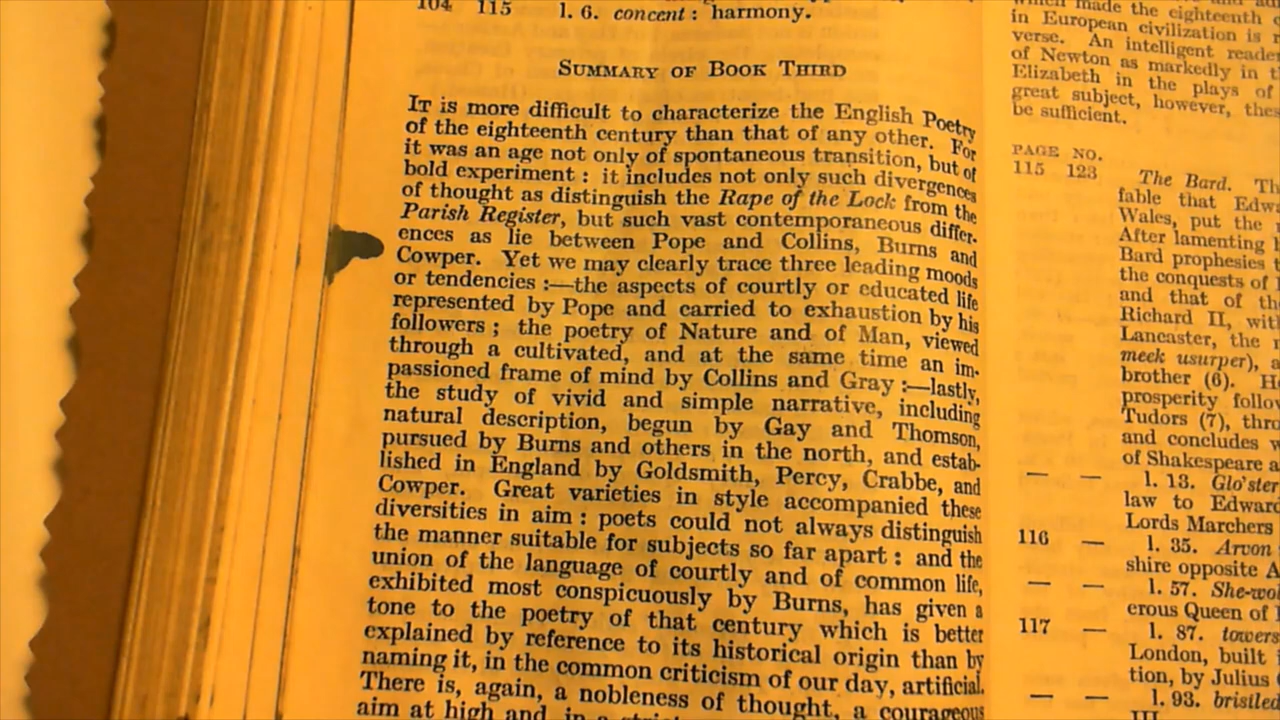 104 115 l. 6. concent : harmony.
SUMMARY OF BOOK THIRD
IT is more difficult to characterize the English Poetry
of the eighteenth century than that of any other. For
it was an age not only of spontaneous transition, but of
bold experiment : it includes not only such divergences
of thought as distinguish the Rape of the Lock from the
Parish Register, but such vast contemporaneous differ-
ences as lie between Pope and Collins, Burns and
Cowper. Yet we may clearly trace three leading moods
or tendencies :—the aspects of courtly or educated life
represented by Pope and carried to exhaustion by his
followers ; the poetry of Nature and of Man, viewed
through a cultivated, and at the same time an im-
passioned frame of mind by Collins and Gray :—lastly,
the study of vivid and simple narrative, including
natural description, begun by Gay and Thomson,
pursued by Burns and others in the north, and estab-
lished in England by Goldsmith, Percy, Crabbe, and
Cowper. Great varieties in style accompanied these
diversities in aim : poets could not always distinguish
the manner suitable for subjects so far apart : and the
union of the language of courtly and of common life,
exhibited most conspicuously by Burns, has given a
tone to the poetry of that century which is better
explained by reference to its historical origin than by
naming it, in the common criticism of our day, artificial.
There is, again, a nobleness of thought, a courageous
aim at high and, in a
which made the eighteenth
in European civilization is
verse. An intelligent reade
of Newton as markedly in t
Elizabeth in the plays of
great subject, however, the
be sufficient.
PAGE NO.
115 123 The Bard. Th
fable that Edwa
Wales, put the
After lamenting
Bard prophesies t
the conquests of
and that of th
Richard II, wit
Lancaster, the
meek usurper), a
brother (6). H
prosperity follov
Tudors (7), thro
and concludes w
of Shakespeare a
— — l. 13. Glo'ster
law to Edward
Lords Marchers
116 — l. 35. Arvon
shire opposite A
— — l. 57. She-wol
erous Queen of
117 — l. 87. towers
London, built
tion, by Julius
— — l. 93. bristled
III